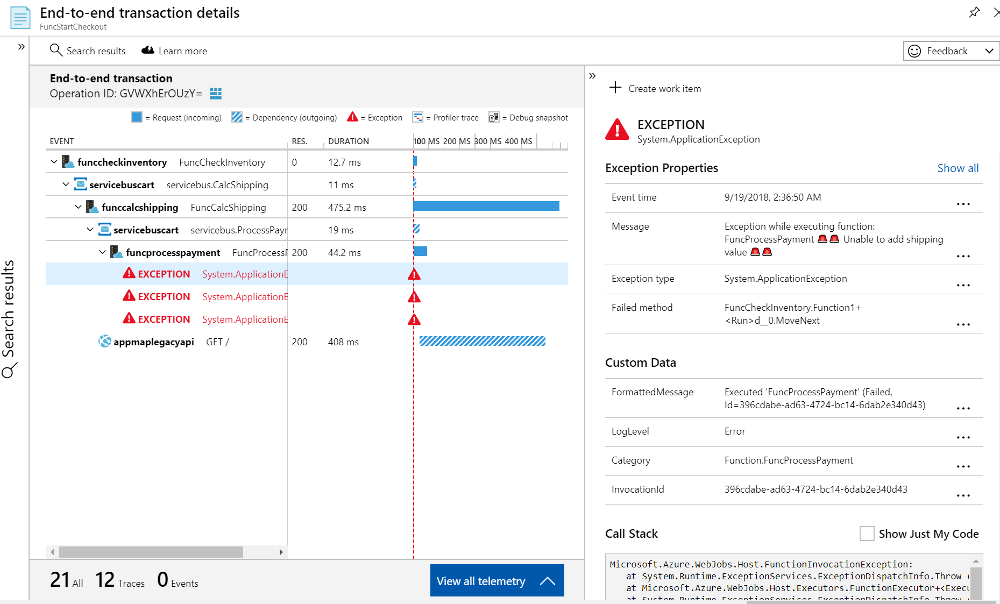 End-to-end transaction details
FuncStartCheckout
Search results
Learn more
Feedback
Search results
End-to-end transaction
Operation ID: GVWXhErOUzY=
= Request (incoming)
= Dependency (outgoing)
= Exception
= Profiler trace
= Debug snapshot
EVENT RES. DURATION 0 100 MS 200 MS 300 MS 400 MS
funccheckinventory FuncCheckInventory 0 12.7 ms
servicebuscart servicebus.CalcShipping 11 ms
funccalcshipping FuncCalcShipping 200 475.2 ms
servicebuscart servicebus.ProcessPayr 19 ms
funcprocesspayment FuncProcessF 200 44.2 ms
EXCEPTION System.ApplicationE
EXCEPTION System.ApplicationE
EXCEPTION System.ApplicationE
appmaplegacyapi GET / 200 408 ms
21 All 12 Traces 0 Events
View all telemetry
Create work item
EXCEPTION
System.ApplicationException
Exception Properties
Show all
Event time 9/19/2018, 2:36:50 AM
...
Message Exception while executing function:
FuncProcessPayment 🚨🚨 Unable to add shipping
value 🚨🚨
...
Exception type System.ApplicationException
...
Failed method FuncCheckInventory.Function1+
<Run>d__0.MoveNext
...
Custom Data
FormattedMessage Executed 'FuncProcessPayment' (Failed,
Id=396cdabe-ad63-4724-bc14-6dab2e340d43)
...
LogLevel Error
...
Category Function.FuncProcessPayment
...
InvocationId 396cdabe-ad63-4724-bc14-6dab2e340d43
...
Call Stack
Show Just My Code
Microsoft.Azure.WebJobs.Host.FunctionInvocationException:
at System.Runtime.ExceptionServices.ExceptionDispatchInfo.Throw (
at Microsoft.Azure.WebJobs.Host.Executors.FunctionExecutor+<Execu
at System.Runtime.ExceptionServices.ExceptionDispatchInfo.Throw